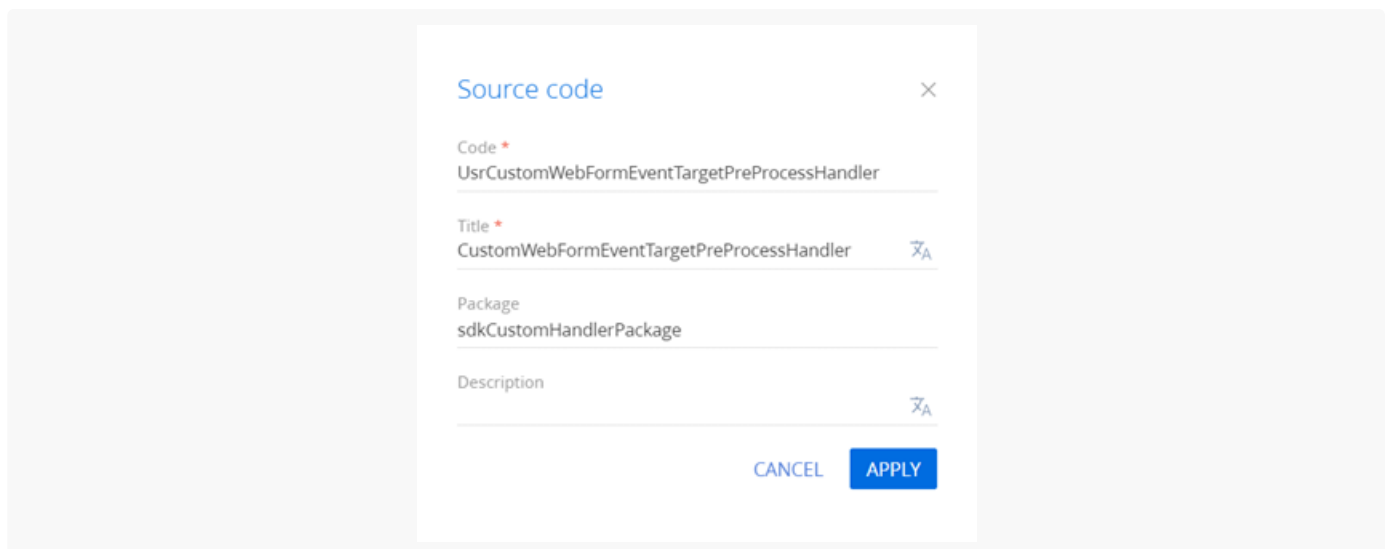 Source code
Code *
UsrCustomWebFormEventTargetPreProcessHandler
Title *
CustomWebFormEventTargetPreProcessHandler
Package
sdkCustomHandlerPackage
Description
CANCEL APPLY